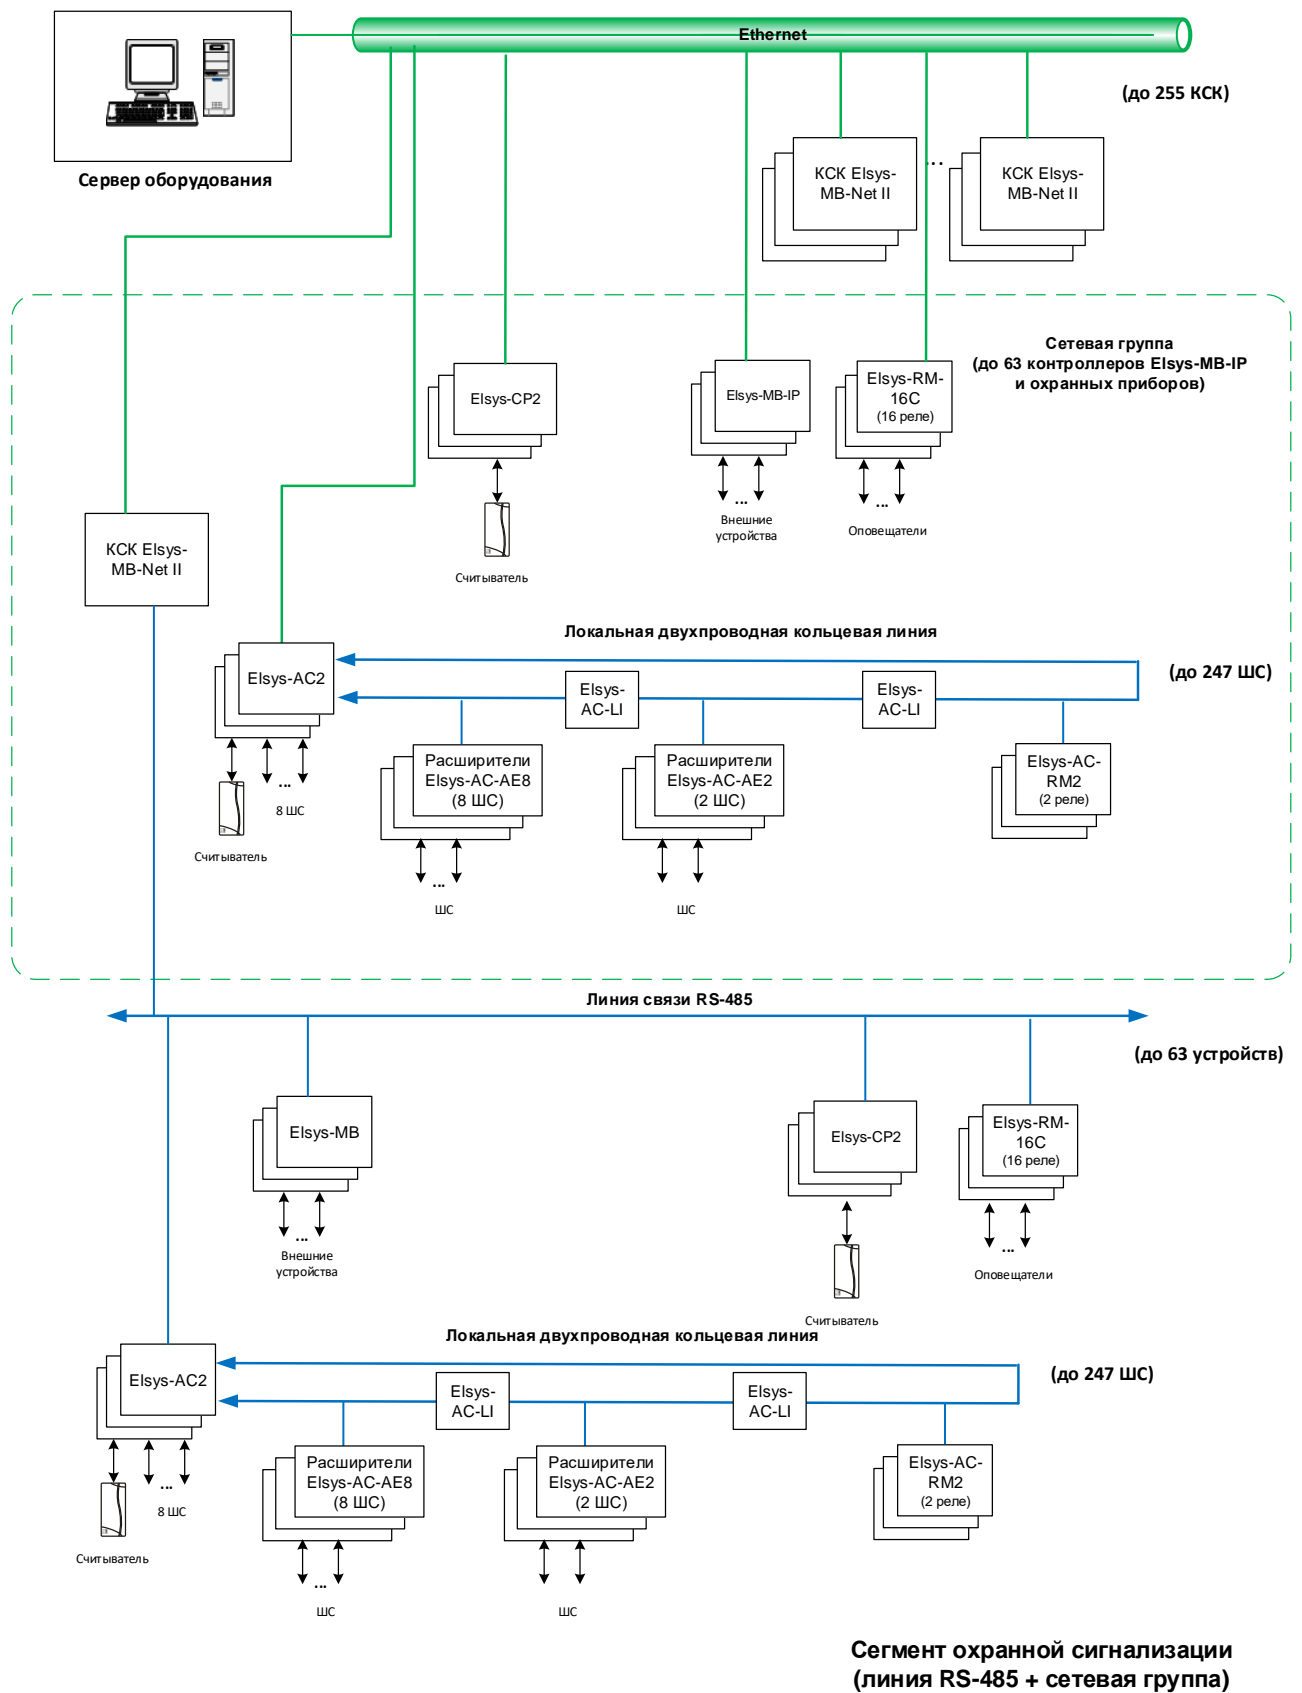 Ethernet
(до 255 КСК)
Сервер оборудования
КСК Elsys-
MB-Net II
...
КСК Elsys-
MB-Net II
Сетевая группа
(до 63 контроллеров Elsys-MB-IP
и охранных приборов)
Elsys-CP2
Elsys-MB-IP
Elsys-RM-
16C
(16 реле)
...
...
Внешние
устройства
Оповещатели
Считыватель
КСК Elsys-
MB-Net II
Локальная двухпроводная кольцевая линия
Elsys-AC2
Elsys-
AC-LI
Elsys-
AC-LI
(до 247 ШС)
Расширители
Elsys-AC-AE8
(8 ШС)
Расширители
Elsys-AC-AE2
(2 ШС)
Elsys-AC-
RM2
(2 реле)
...
8 ШС
Считыватель
...
ШС
ШС
Линия связи RS-485
(до 63 устройств)
Elsys-MB
Elsys-CP2
Elsys-RM-
16C
(16 реле)
...
Внешние
устройства
...
Оповещатели
Считыватель
Локальная двухпроводная кольцевая линия
Elsys-AC2
Elsys-
AC-LI
Elsys-
AC-LI
(до 247 ШС)
Расширители
Elsys-AC-AE8
(8 ШС)
Расширители
Elsys-AC-AE2
(2 ШС)
Elsys-AC-
RM2
(2 реле)
...
8 ШС
Считыватель
...
ШС
ШС
Сегмент охранной сигнализации
(линия RS-485 + сетевая группа)